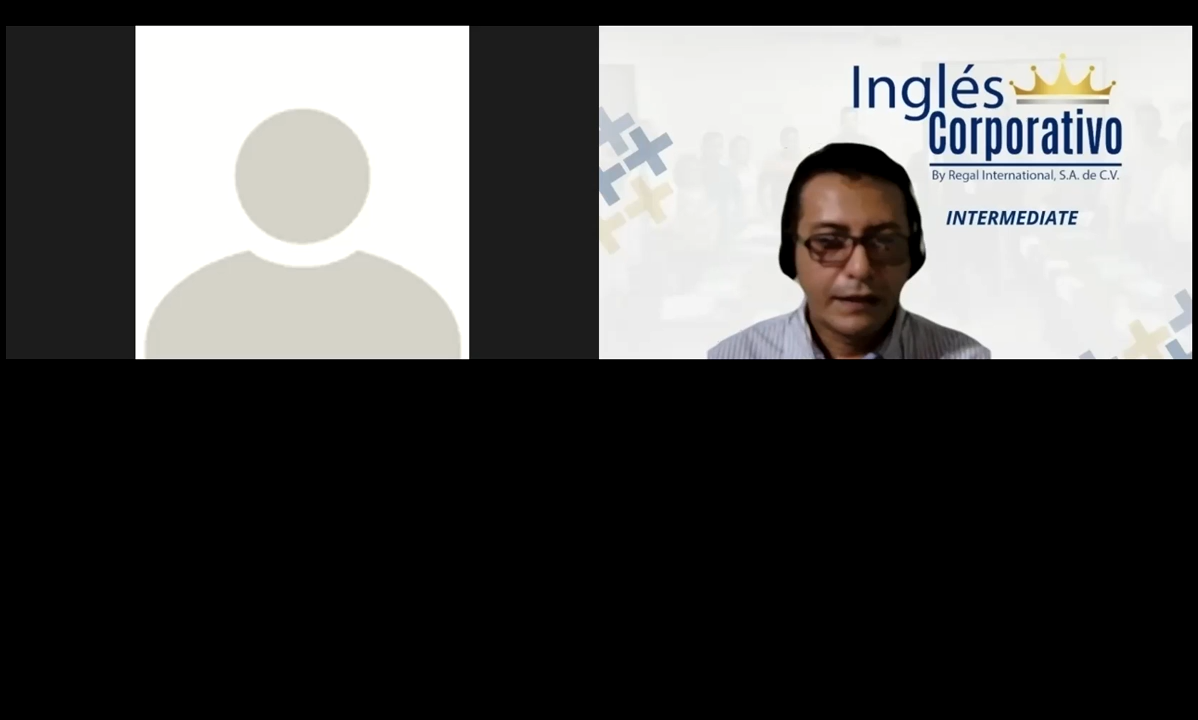 Inglés
Corporativo
By Regal International, S.A. de C.V.
INTERMEDIATE